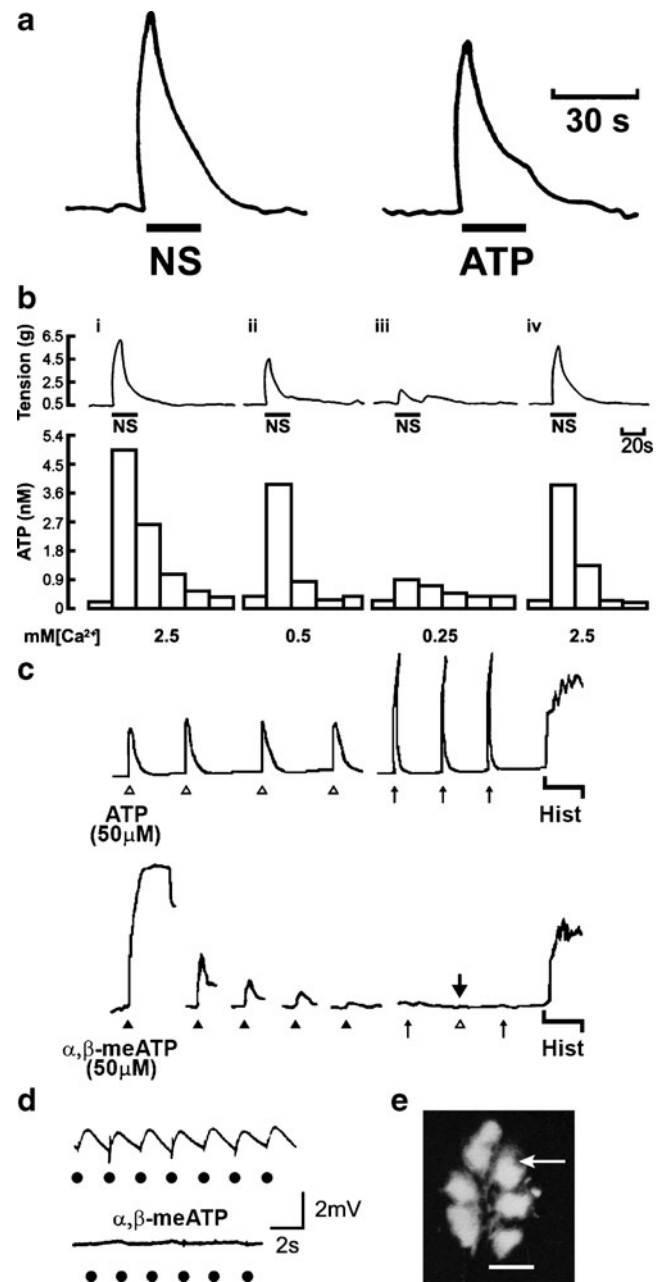 a
30 s
NS ATP
b
i ii iii iv
Tension (g)
6.5
4.5
2.5
0.5
NS NS NS NS
20s
ATP (nM)
5.4
4.5
3.6
2.7
1.8
0.9
0
mM[Ca²⁺] 2.5 0.5 0.25 2.5
c
ATP
(50µM)
Hist
α,β-meATP
(50µM)
Hist
d
α,β-meATP
2mV
2s
e